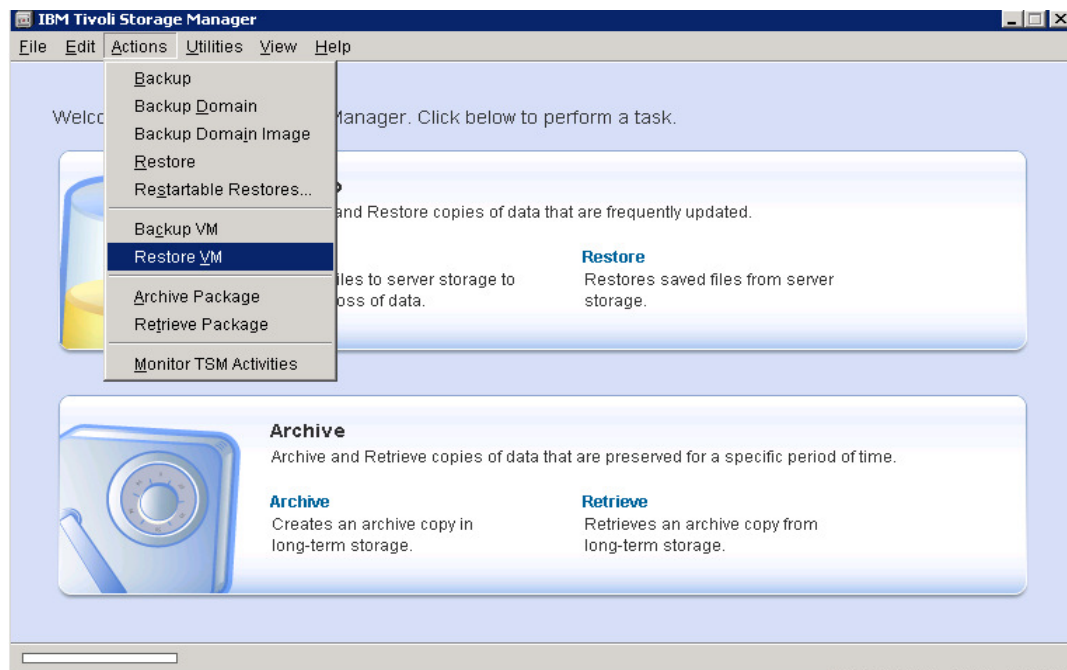 IBM Tivoli Storage Manager
File Edit Actions Utilities View Help
Backup
Backup Domain
Backup Domain Image
Restore
Restartable Restores...
Backup VM
Restore VM
Archive Package
Retrieve Package
Monitor TSM Activities
Manager. Click below to perform a task.
and Restore copies of data that are frequently updated.
to server storage to
of data.
Restore
Restores saved files from server
storage.
Archive
Archive and Retrieve copies of data that are preserved for a specific period of time.
Archive
Creates an archive copy in
long-term storage.
Retrieve
Retrieves an archive copy from
long-term storage.